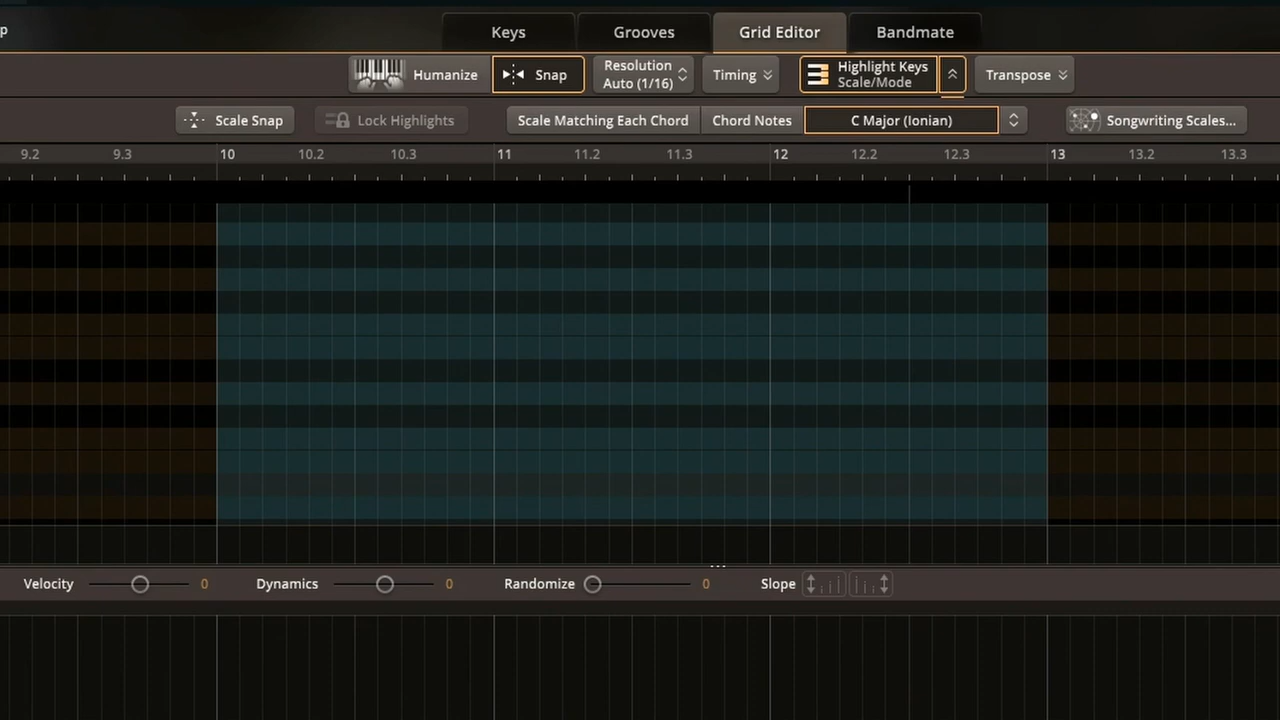 p
Keys Grooves Grid Editor Bandmate
Humanize Snap Resolution Timing Highlight Keys Transpose
Auto (1/16) Scale/Mode
Scale Snap Lock Highlights Scale Matching Each Chord Chord Notes C Major (Ionian) Songwriting Scales...
9.2 9.3 10 10.2 10.3 11 11.2 11.3 12 12.2 12.3 13 13.2 13.3
Velocity 0 Dynamics 0 Randomize 0 Slope